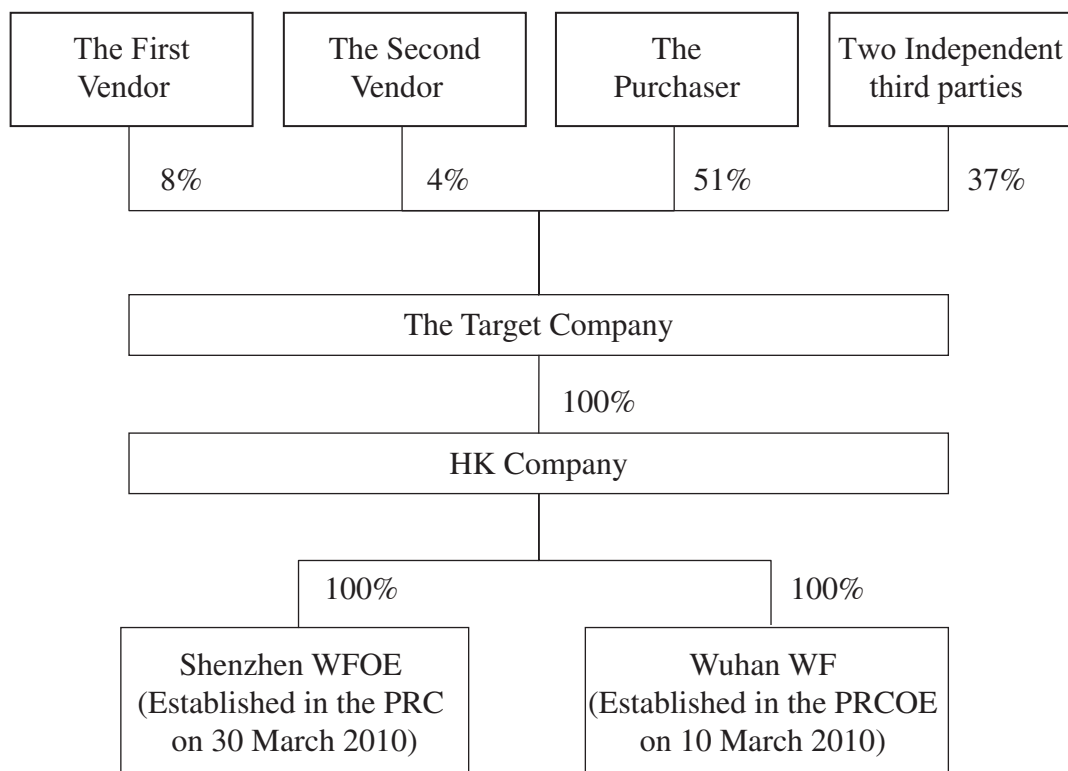 The First
Vendor
The Second
Vendor
The
Purchaser
Two Independent
third parties
8%
4%
51%
37%
The Target Company
100%
HK Company
100%
100%
Shenzhen WFOE
(Established in the PRC
on 30 March 2010)
Wuhan WF
(Established in the PRCOE
on 10 March 2010)